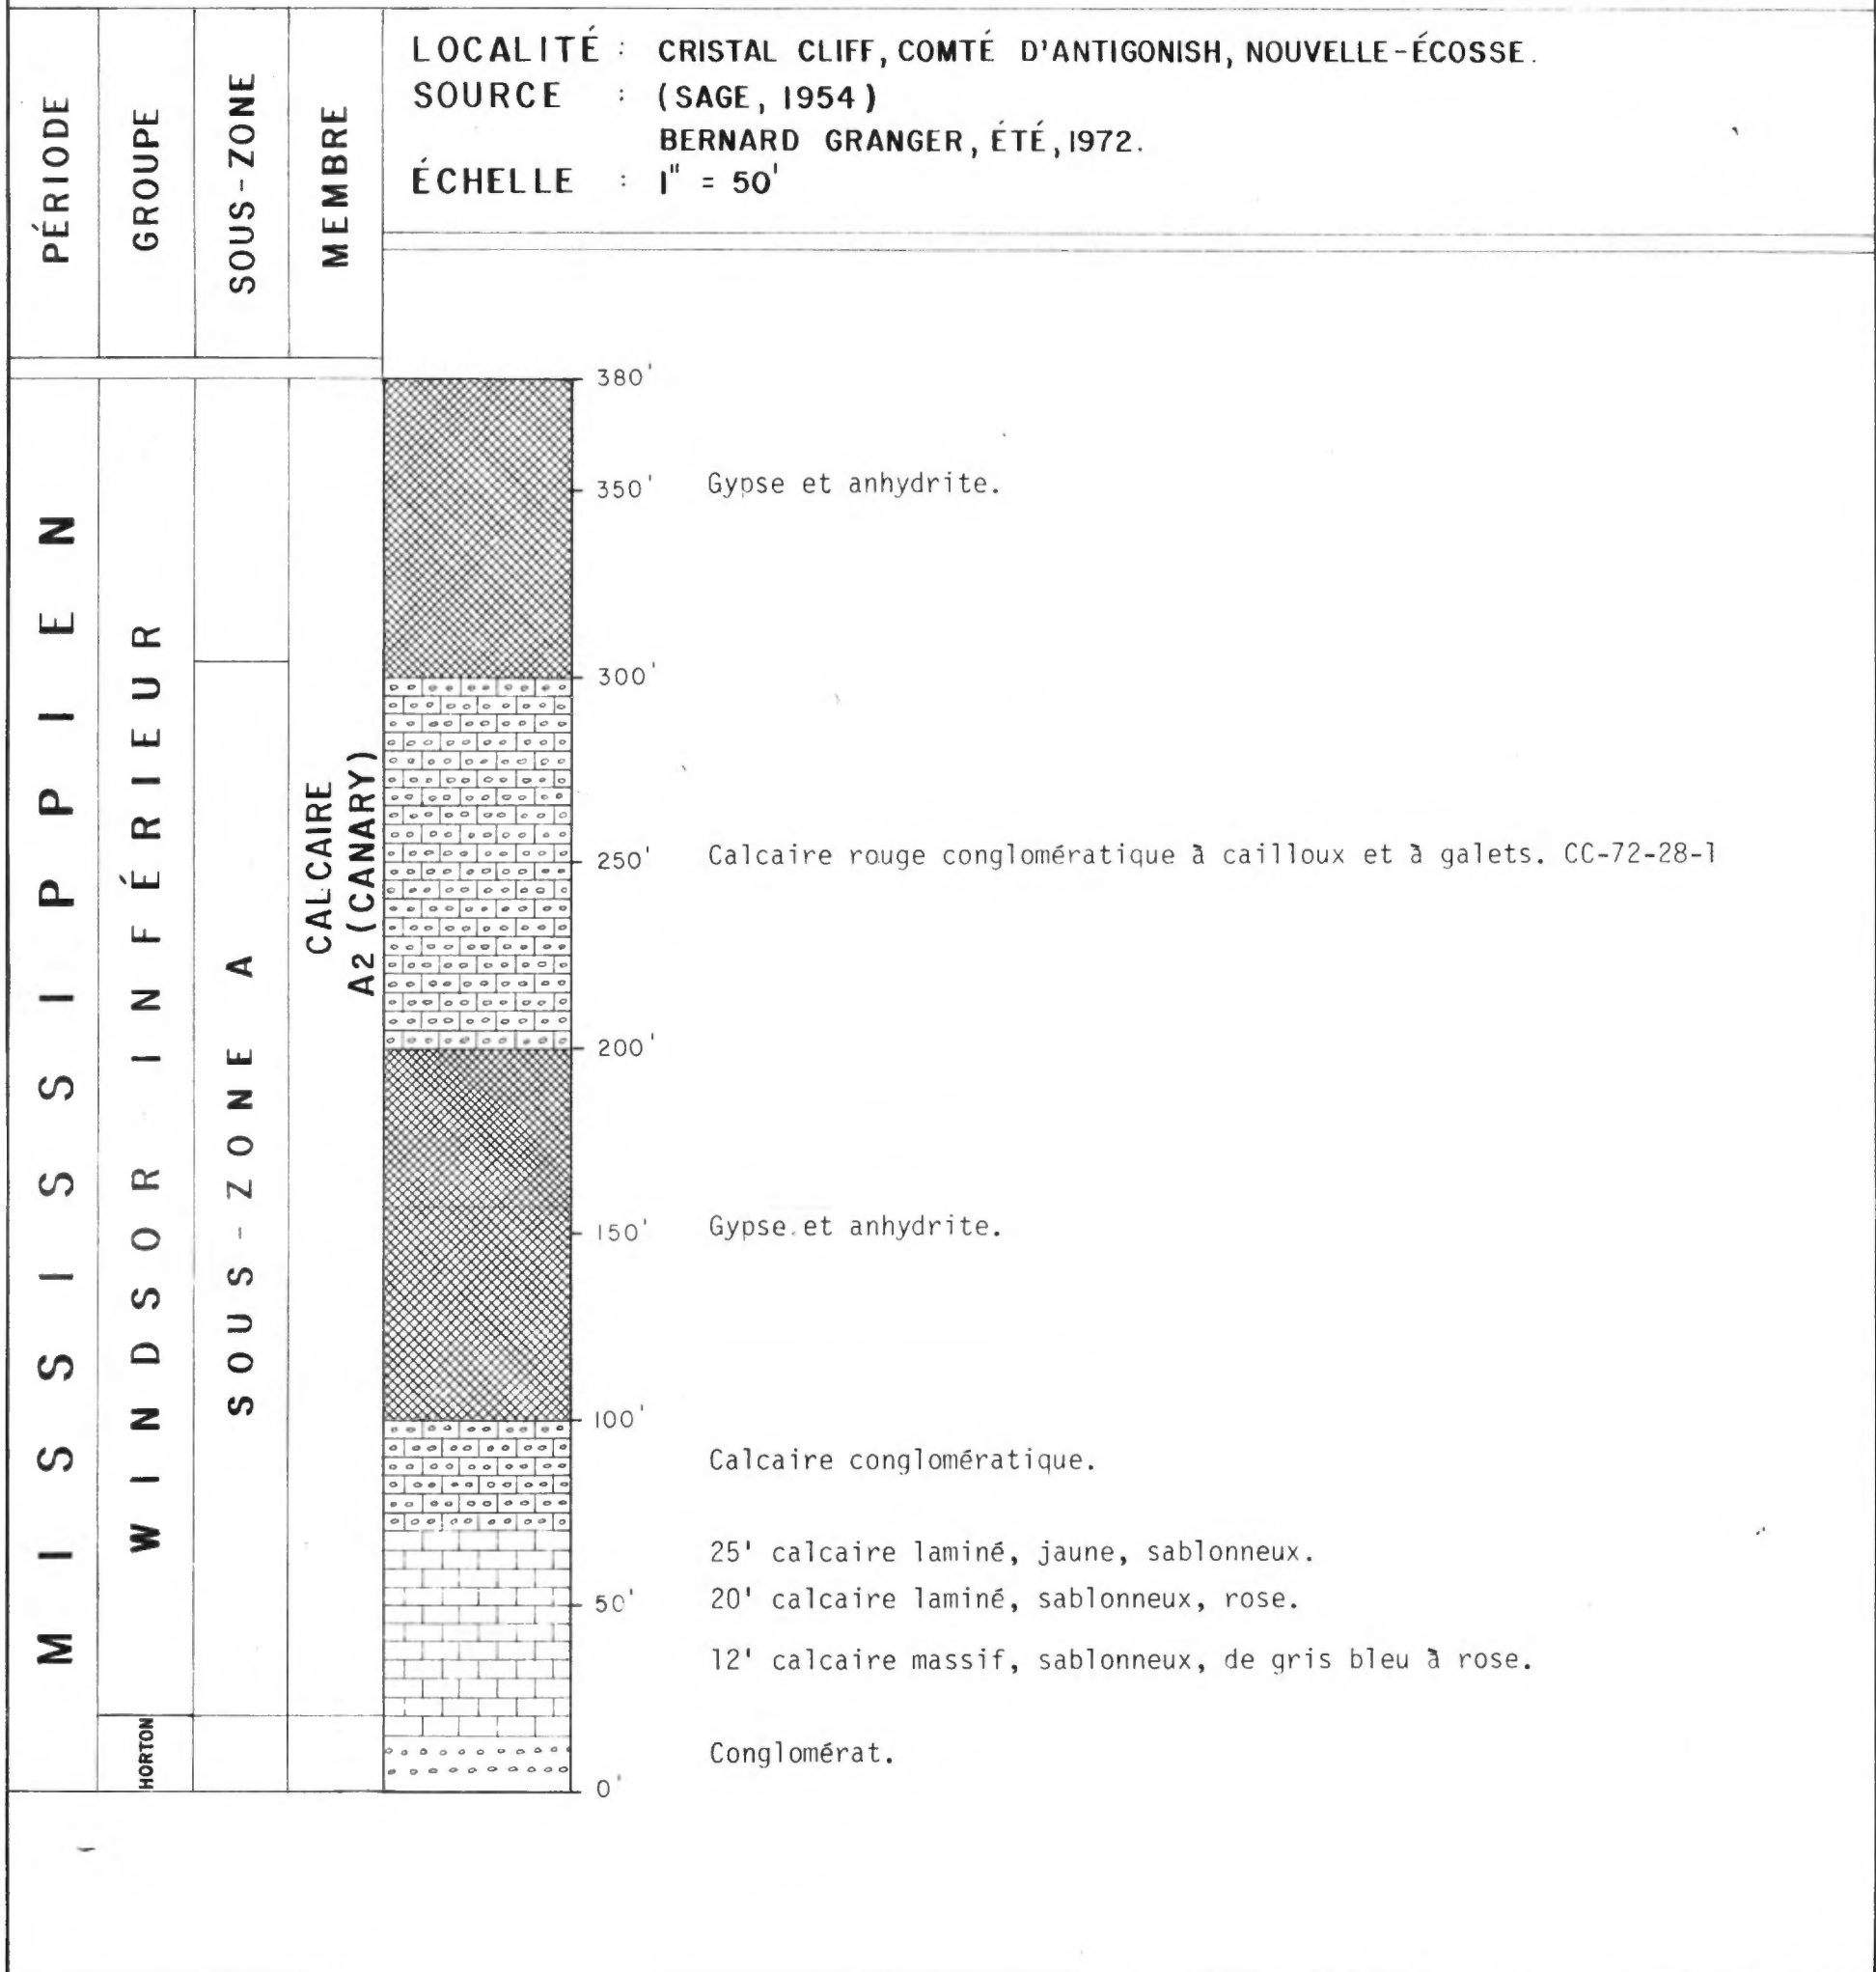 PÉRIODE
GROUPE
SOUS-ZONE
MEMBRE
LOCALITÉ : CRISTAL CLIFF, COMTÉ D'ANTIGONISH, NOUVELLE-ÉCOSSE.
SOURCE : (SAGE, 1954)
BERNARD GRANGER, ÉTÉ, 1972.
ÉCHELLE : 1" = 50'
MISSISSIPPIEN
WINDSOR INFÉRIEUR
HORTON
SOUS-ZONE A
CALCAIRE
A2 (CANARY)
380'
350' Gypse et anhydrite.
300'
250' Calcaire rouge conglomératique à cailloux et à galets. CC-72-28-1
200'
150' Gypse et anhydrite.
100'
Calcaire conglomératique.
25' calcaire laminé, jaune, sablonneux.
50' 20' calcaire laminé, sablonneux, rose.
12' calcaire massif, sablonneux, de gris bleu à rose.
Conglomérat.
0'